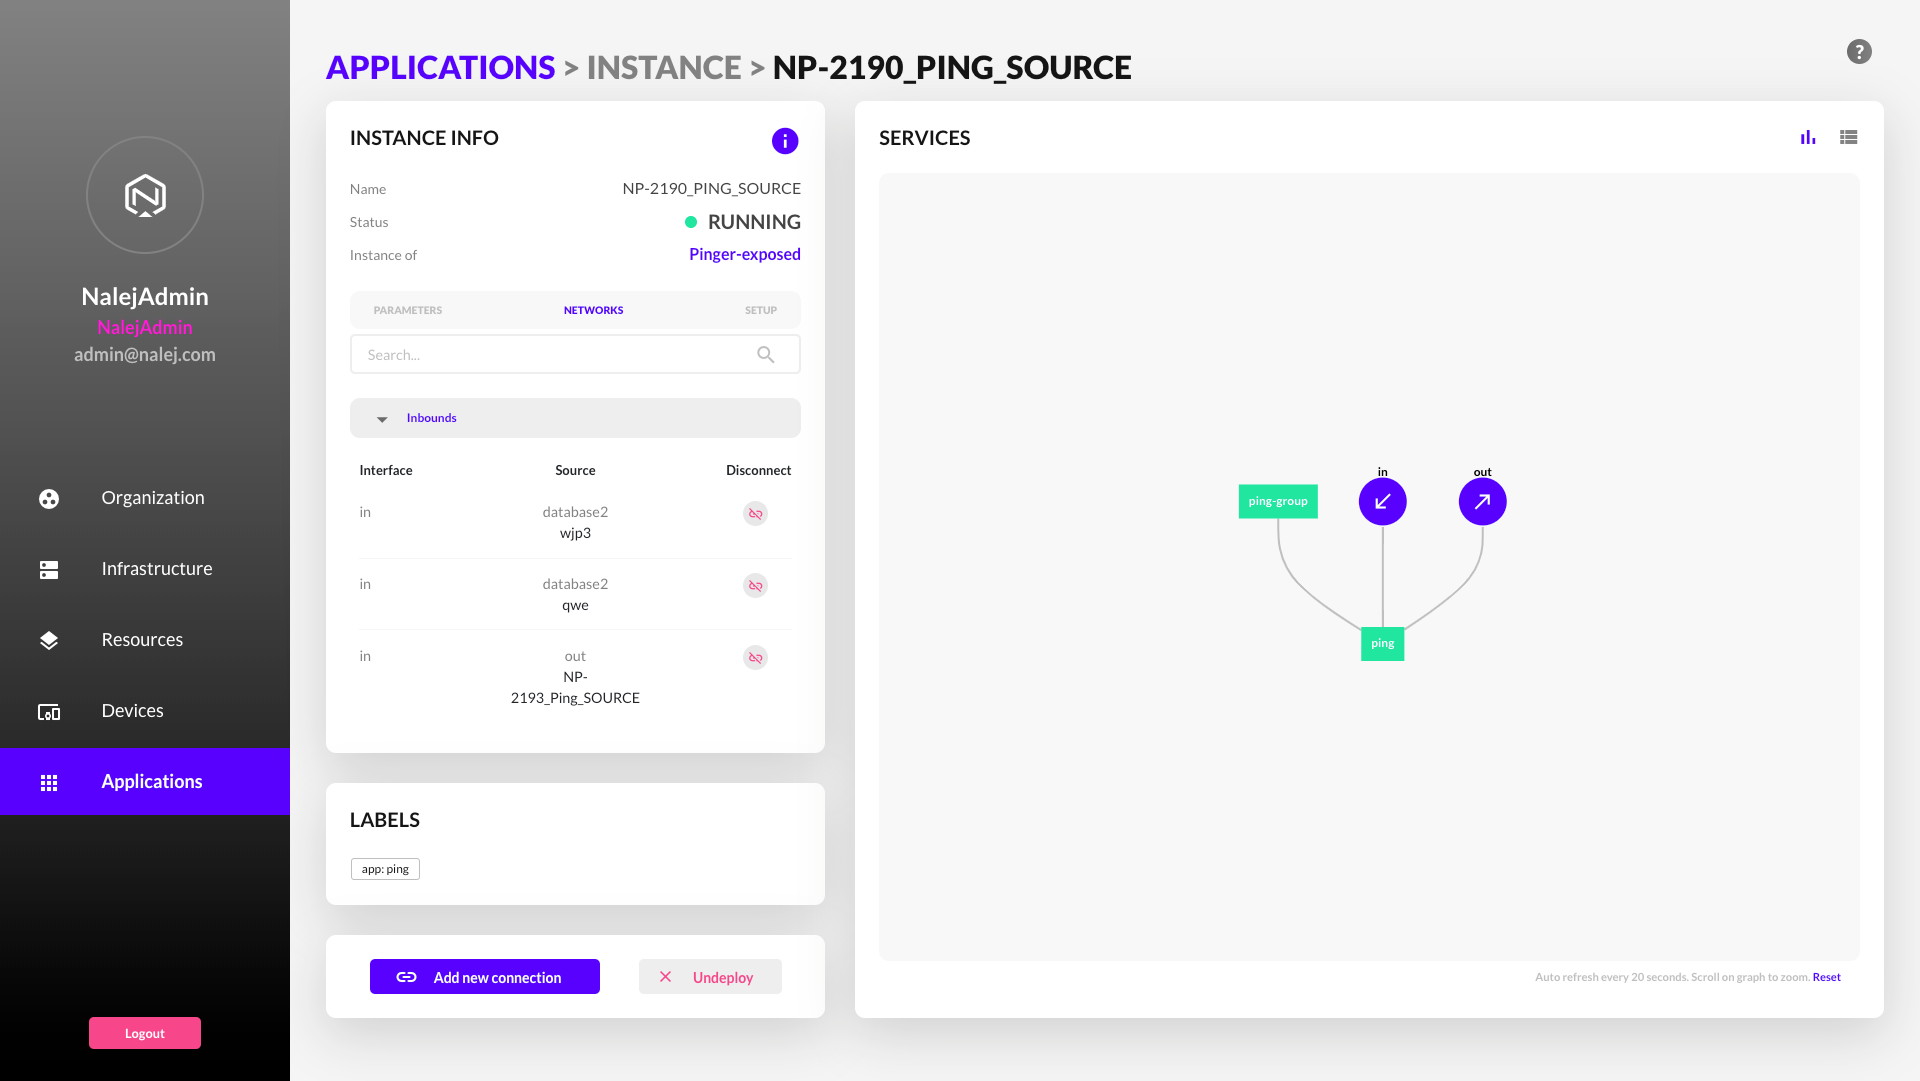 NalejAdmin
NalejAdmin
admin@nalej.com
Organization
Infrastructure
Resources
Devices
Applications
Logout
APPLICATIONS > INSTANCE > NP-2190_PING_SOURCE
?
INSTANCE INFO
i
Name NP-2190_PING_SOURCE
Status RUNNING
Instance of Pinger-exposed
PARAMETERS NETWORKS SETUP
Search...
Inbounds
Interface Source Disconnect
in database2
wjp3
in database2
qwe
in out
NP-
2193_Ping_SOURCE
LABELS
app: ping
Add new connection Undeploy
SERVICES
in out
ping-group
ping
Auto refresh every 20 seconds. Scroll on graph to zoom. Reset